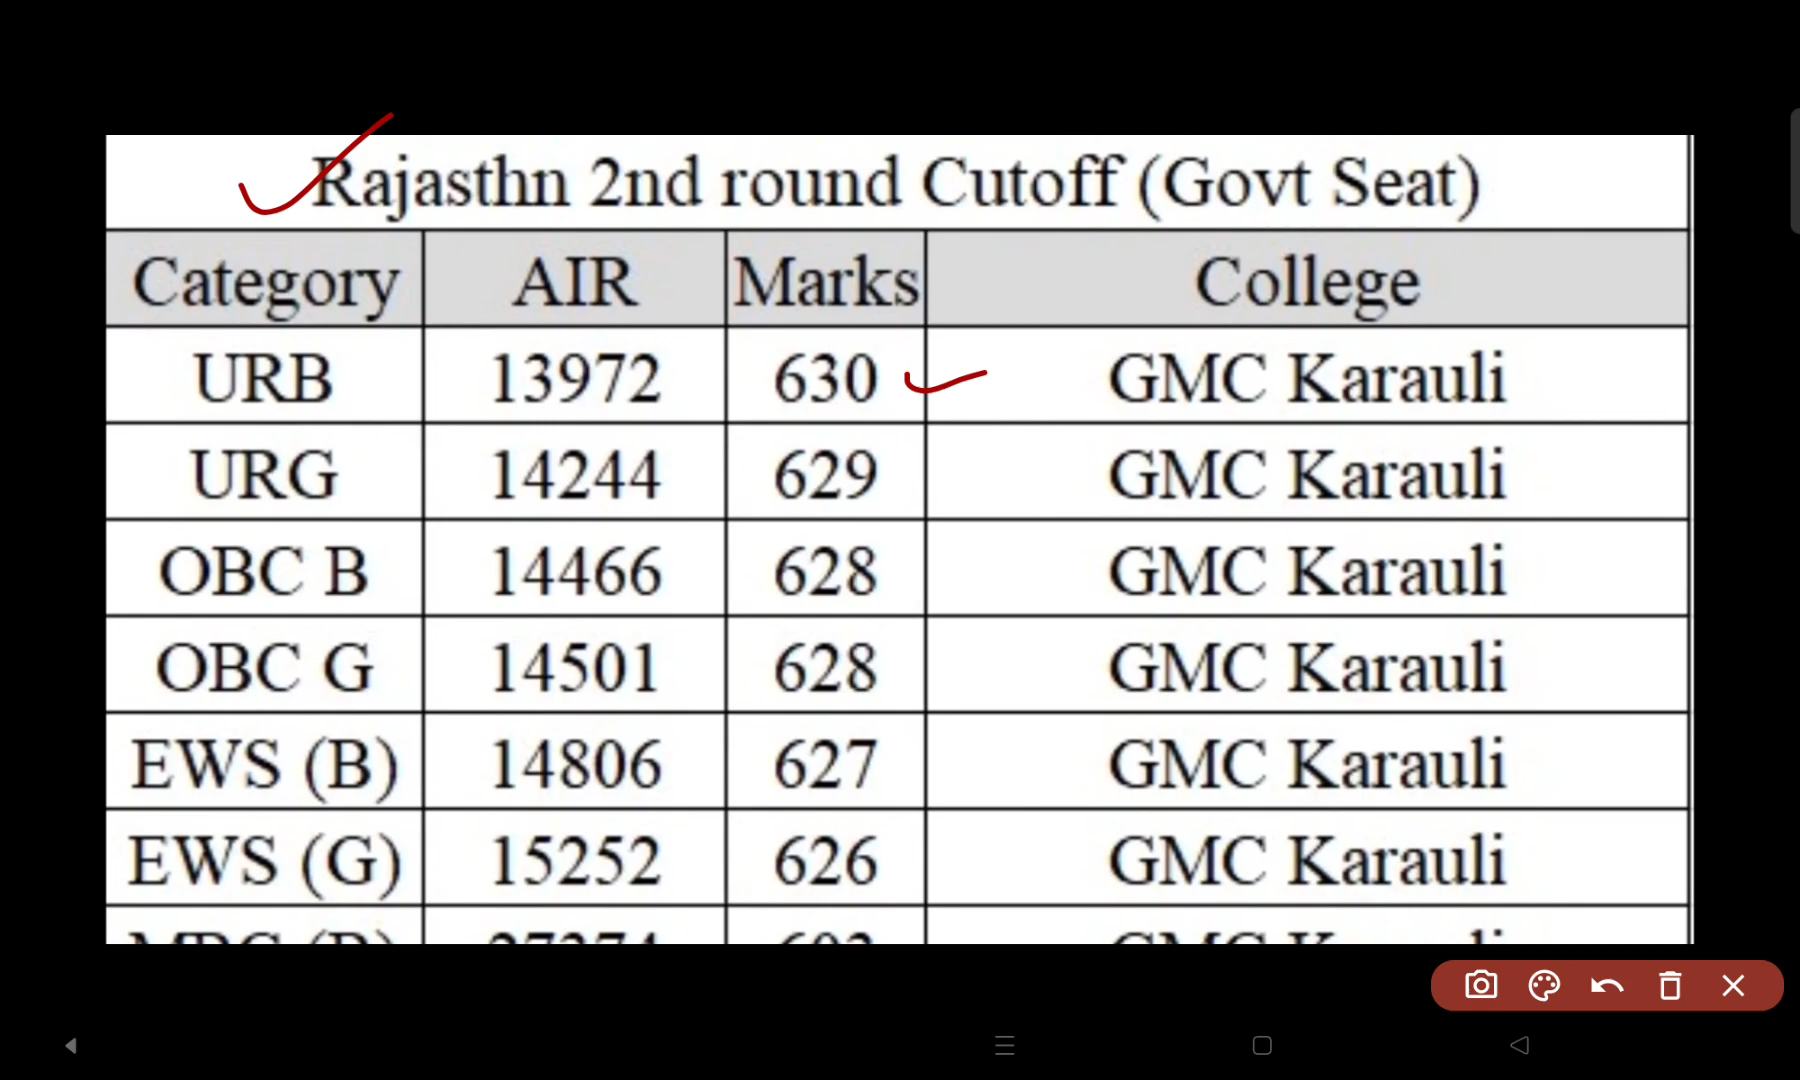 Rajasthn 2nd round Cutoff (Govt Seat)
Category AIR Marks College
URB 13972 630 GMC Karauli
URG 14244 629 GMC Karauli
OBC B 14466 628 GMC Karauli
OBC G 14501 628 GMC Karauli
EWS (B) 14806 627 GMC Karauli
EWS (G) 15252 626 GMC Karauli